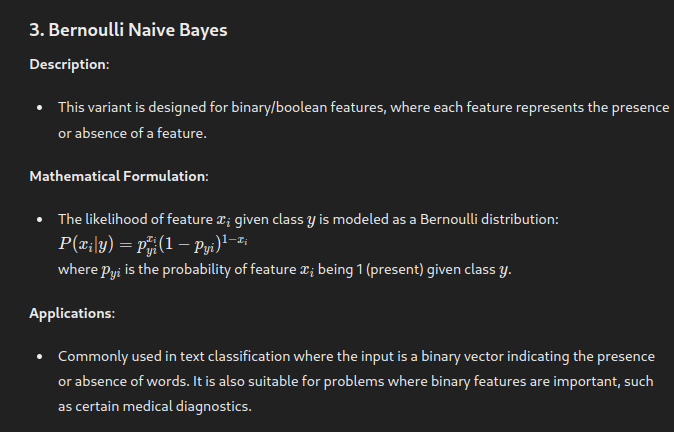 3. Bernoulli Naive Bayes
Description:
• This variant is designed for binary/boolean features, where each feature represents the presence
or absence of a feature.
Mathematical Formulation:
• The likelihood of feature $x_i$ given class $y$ is modeled as a Bernoulli distribution:
$P(x_i|y) = p_{yi}^{x_i}(1 - p_{yi})^{1-x_i}$
where $p_{yi}$ is the probability of feature $x_i$ being 1 (present) given class $y$.
Applications:
• Commonly used in text classification where the input is a binary vector indicating the presence
or absence of words. It is also suitable for problems where binary features are important, such
as certain medical diagnostics.